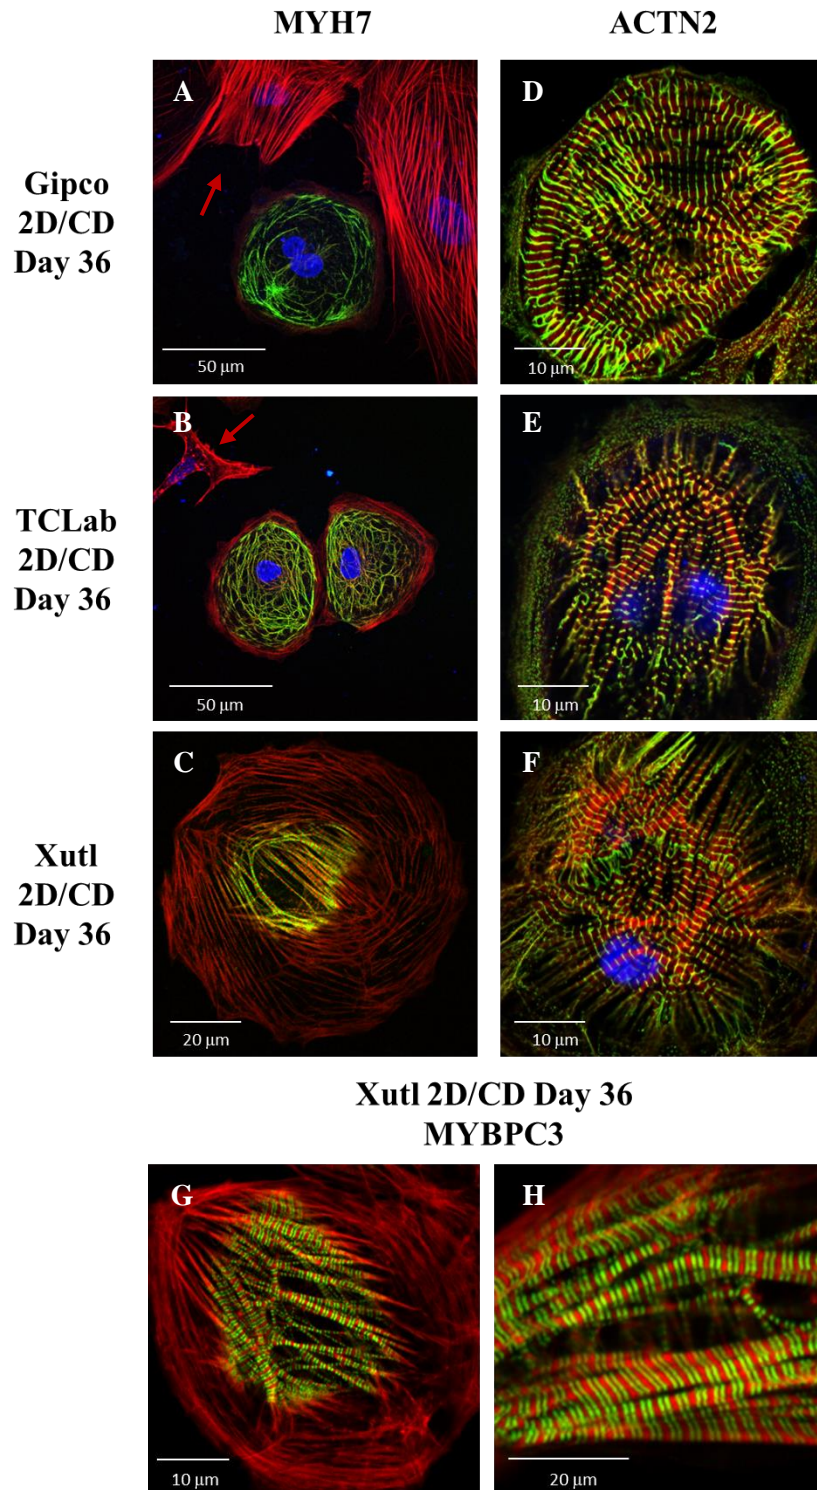 MYH7 ACTN2
Gipco
2D/CD
Day 36
A
50 µm
D
10 µm
TCLab
2D/CD
Day 36
B
50 µm
E
10 µm
Xutl
2D/CD
Day 36
C
20 µm
F
10 µm
Xutl 2D/CD Day 36
MYBPC3
G
10 µm
H
20 µm